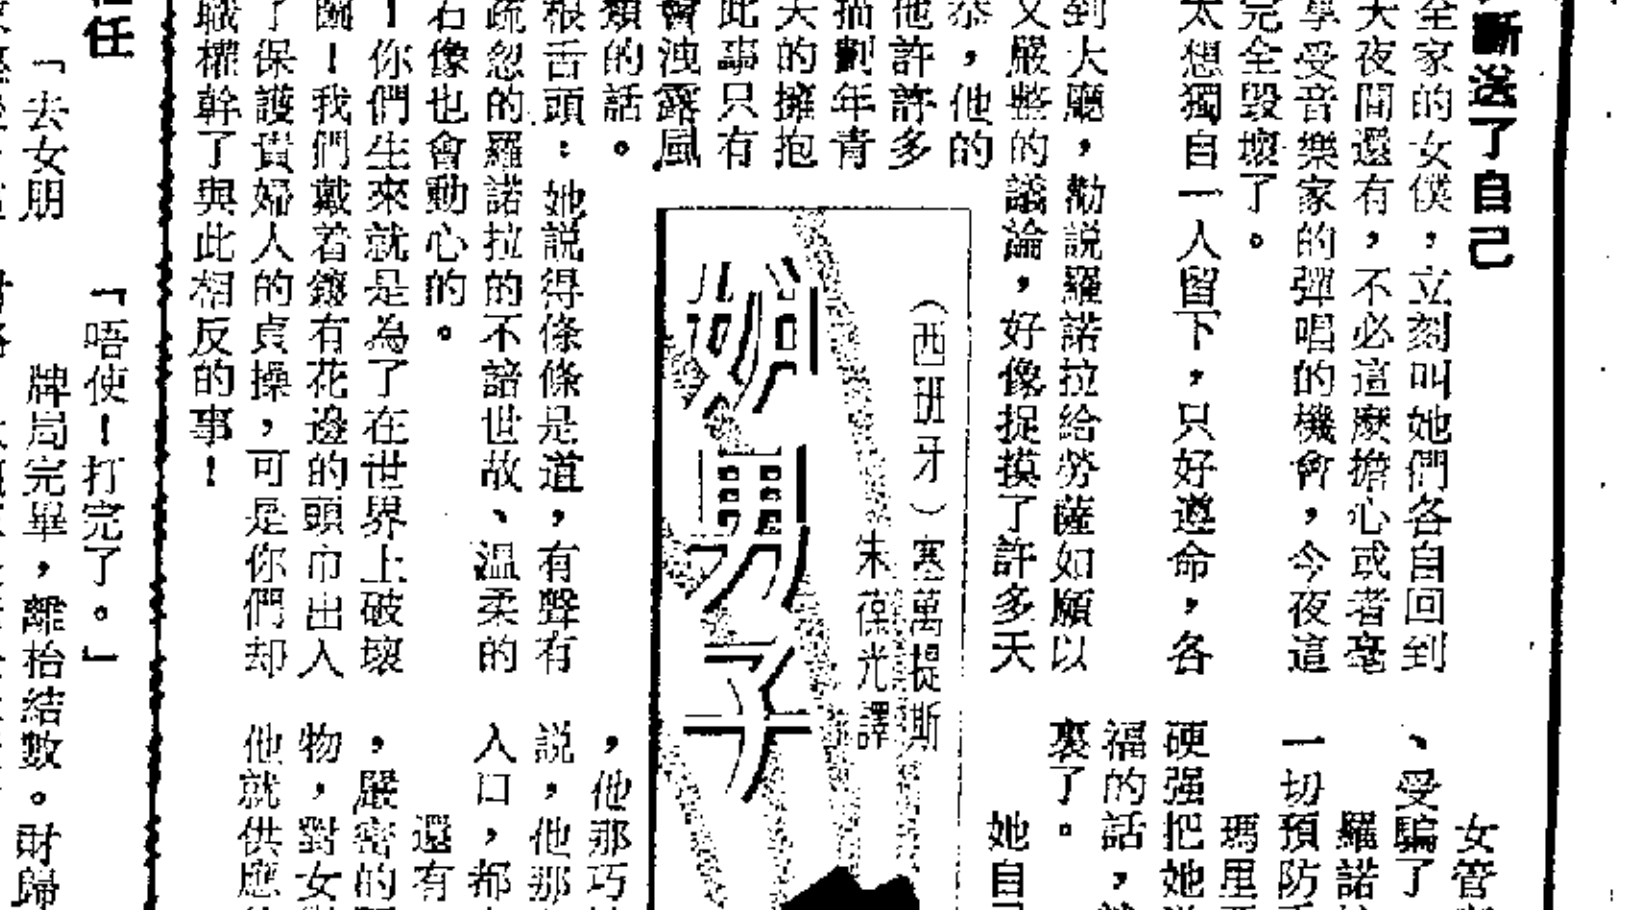 斷送了自己
全家的女僕，立刻叫她們各自回到
大夜間還有，不必這麼擔心或者毫
享受音樂家的彈唱的機會，今夜這
完全毀壞了。
太想獨自一人留下，只好遵命，各
到大廳，勸説羅諾拉給勞薩如願以
又嚴整的議論，好像捉摸了許多天
恭，他的
他許許多
描劃年青
天的擁抱
此事只有
會洩露風
類的話。
（西班牙）塞萬提斯
朱葆光譯
男子
根舌頭：她説得條條是道，有聲有
疏忽的羅諾拉的不諳世故、溫柔的
石像也會動心的。
！你們生來就是為了在世界上破壞
關！我們戴着鑲有花邊的頭巾出入
了保護貴婦人的貞操，可是你們却
職權幹了與此相反的事！
女管
、受騙了
羅諾
一切預防
瑪里
硬强把她
福的話，
裏了。
她自
，他那巧
説，他那
入口，都
還有
，嚴密的
物，對女
他就供應
任
「唔使！打完了。」
「去女朋
牌局完畢，離枱結數。財歸